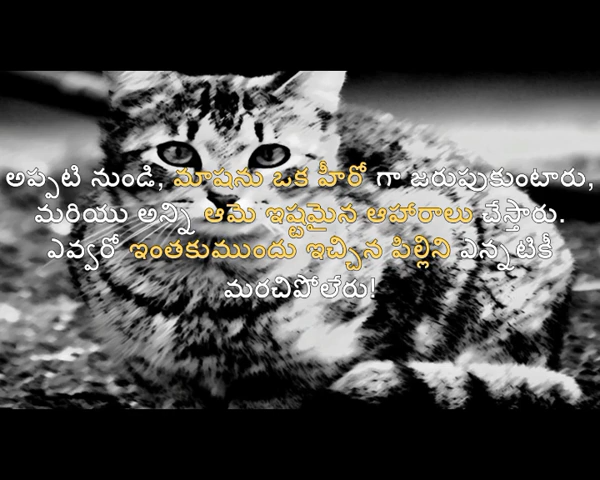 అప్పటి నుండి, మాషను ఒక హీరో గా జరుపుకుంటారు,
మరియు అన్ని ఆమె ఇష్టమైన ఆహారాలు చేస్తారు.
ఎవ్వరో ఇంతకుముందు ఇచ్చిన పిల్లిని ఎన్నటికీ
మరచిపోలేరు!